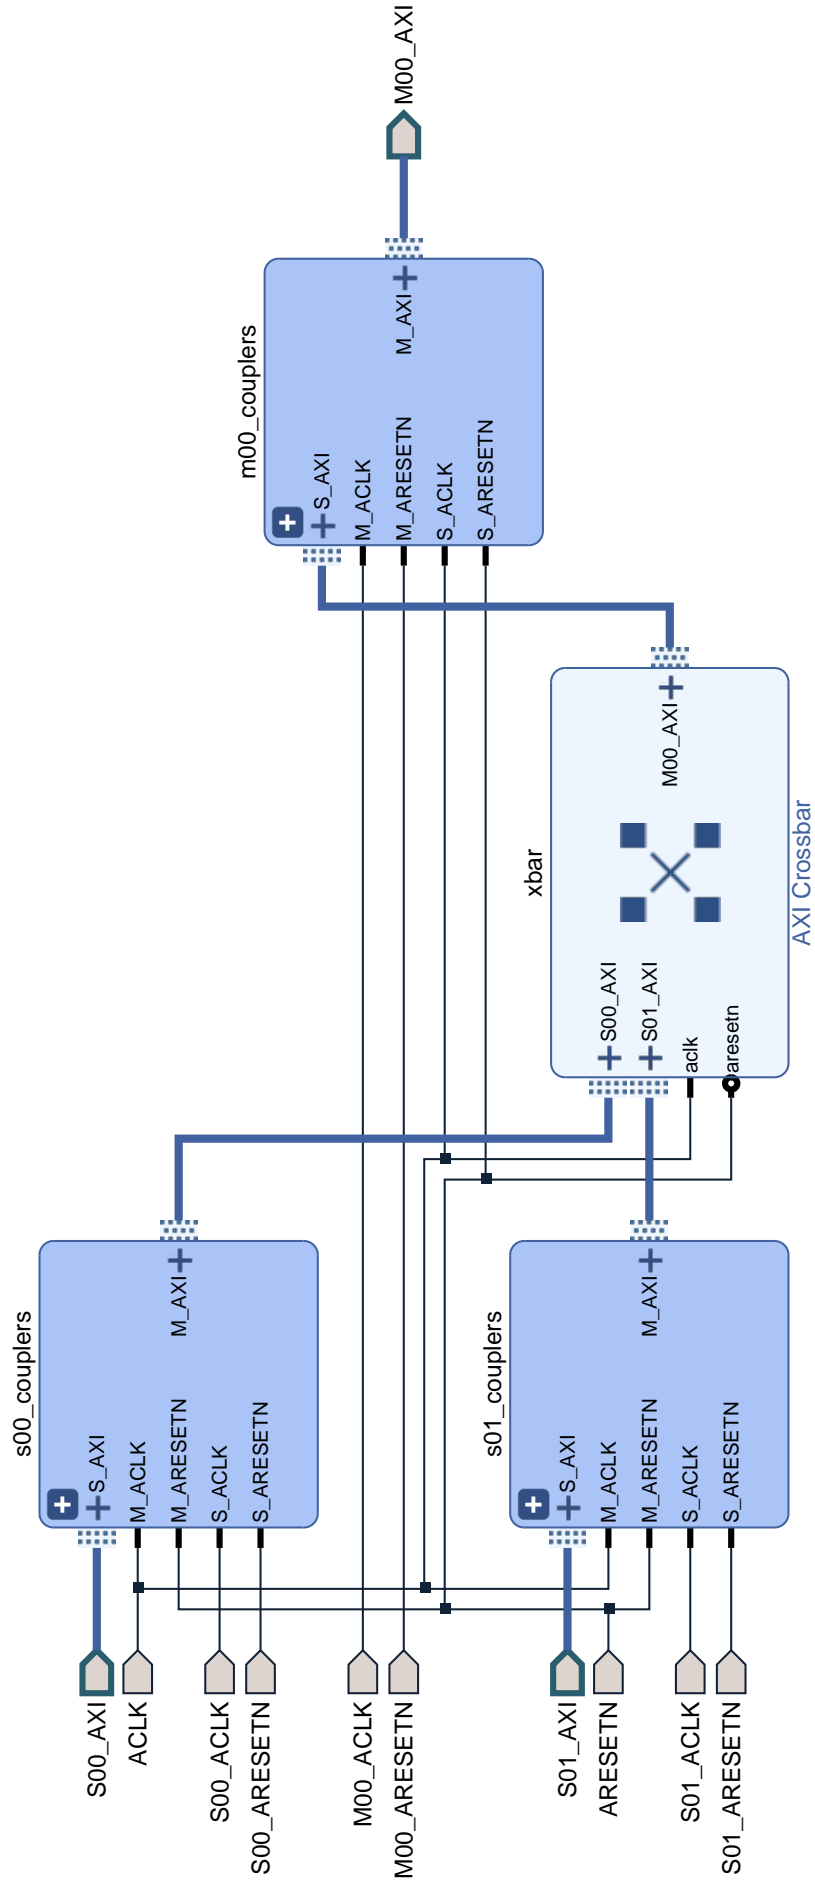 s00_couplers
S_AXI
M_ACLK
M_ARESETN
S_ACLK
S_ARESETN
M_AXI
m00_couplers
S_AXI
M_ACLK
M_ARESETN
S_ACLK
S_ARESETN
M_AXI
s01_couplers
S_AXI
M_ACLK
M_ARESETN
S_ACLK
S_ARESETN
M_AXI
xbar
S00_AXI
S01_AXI
aclk
aresetn
M00_AXI
AXI Crossbar
S00_AXI
ACLK
S00_ACLK
S00_ARESETN
M00_ACLK
M00_ARESETN
S01_AXI
ARESETN
S01_ACLK
S01_ARESETN
M00_AXI